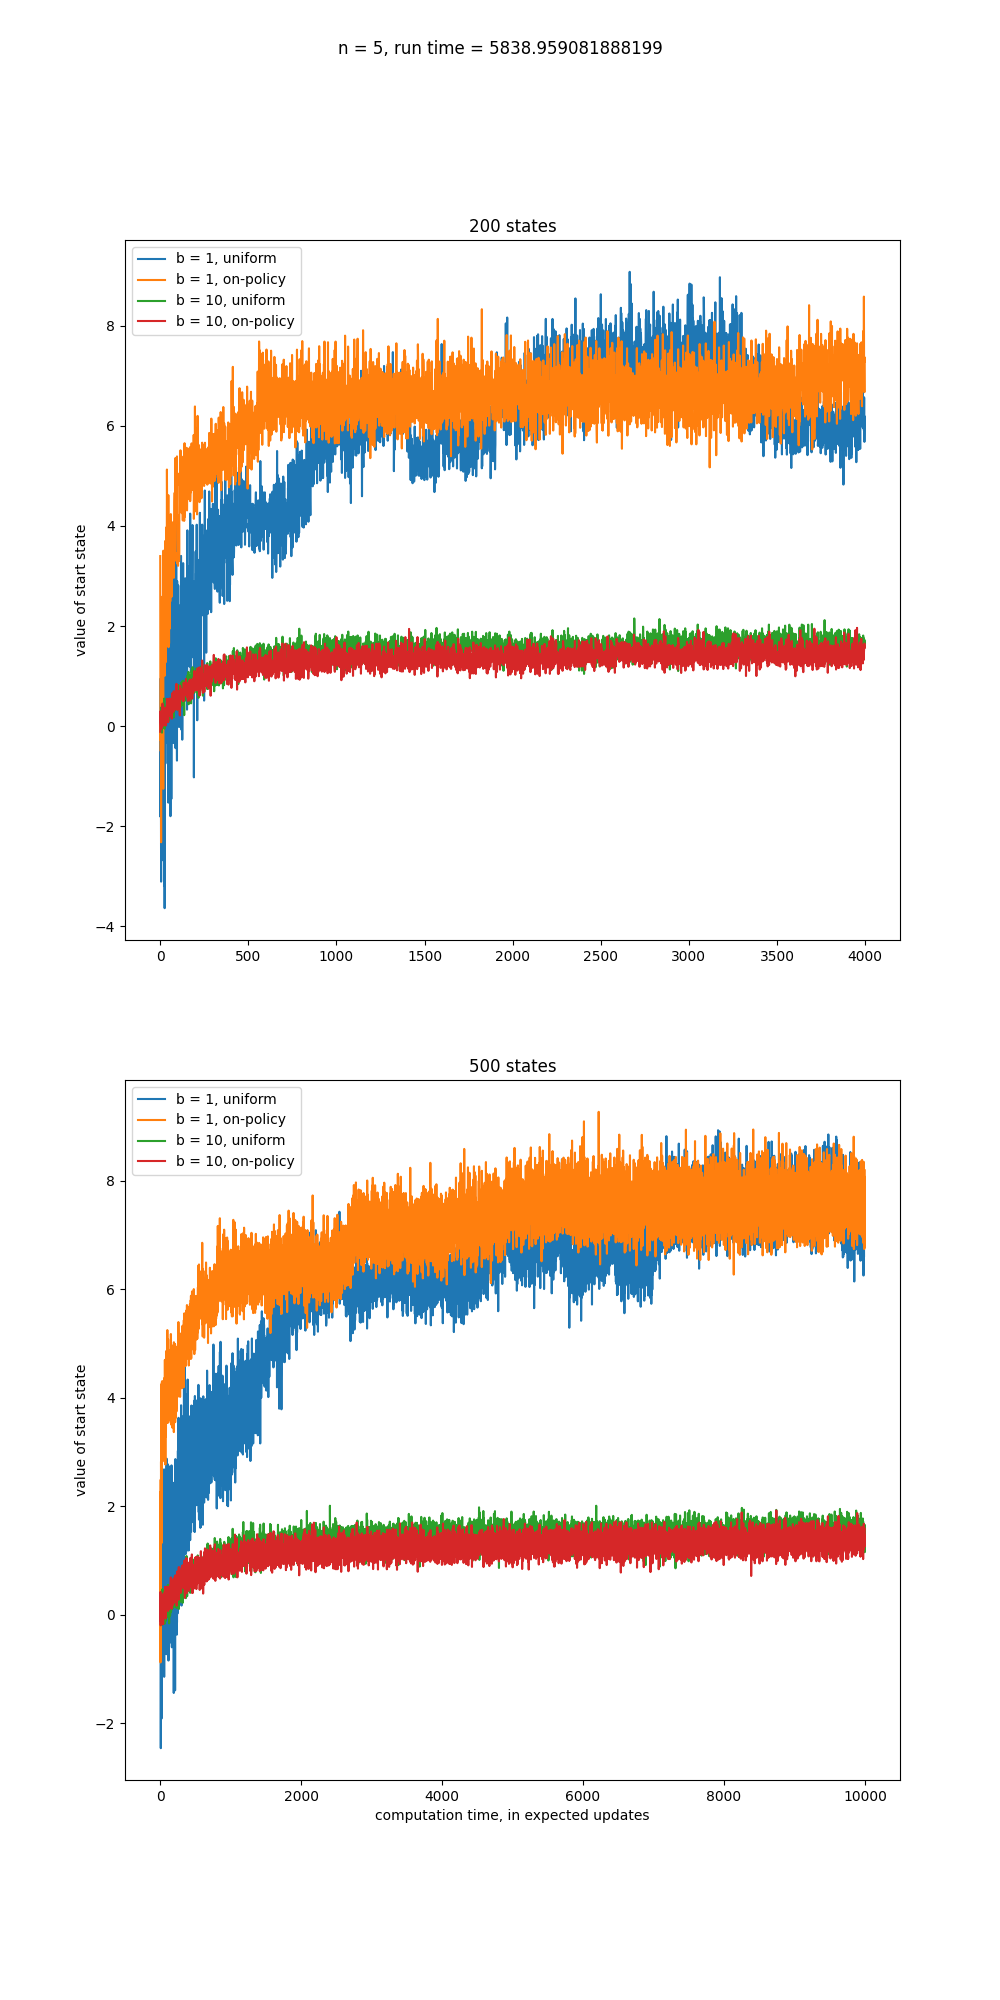 n = 5, run time = 5838.959081888199
200 states
b = 1, uniform
b = 1, on-policy
b = 10, uniform
b = 10, on-policy
value of start state
8
6
4
2
0
−2
−4
0 500 1000 1500 2000 2500 3000 3500 4000
500 states
b = 1, uniform
b = 1, on-policy
b = 10, uniform
b = 10, on-policy
value of start state
8
6
4
2
0
−2
0 2000 4000 6000 8000 10000
computation time, in expected updates